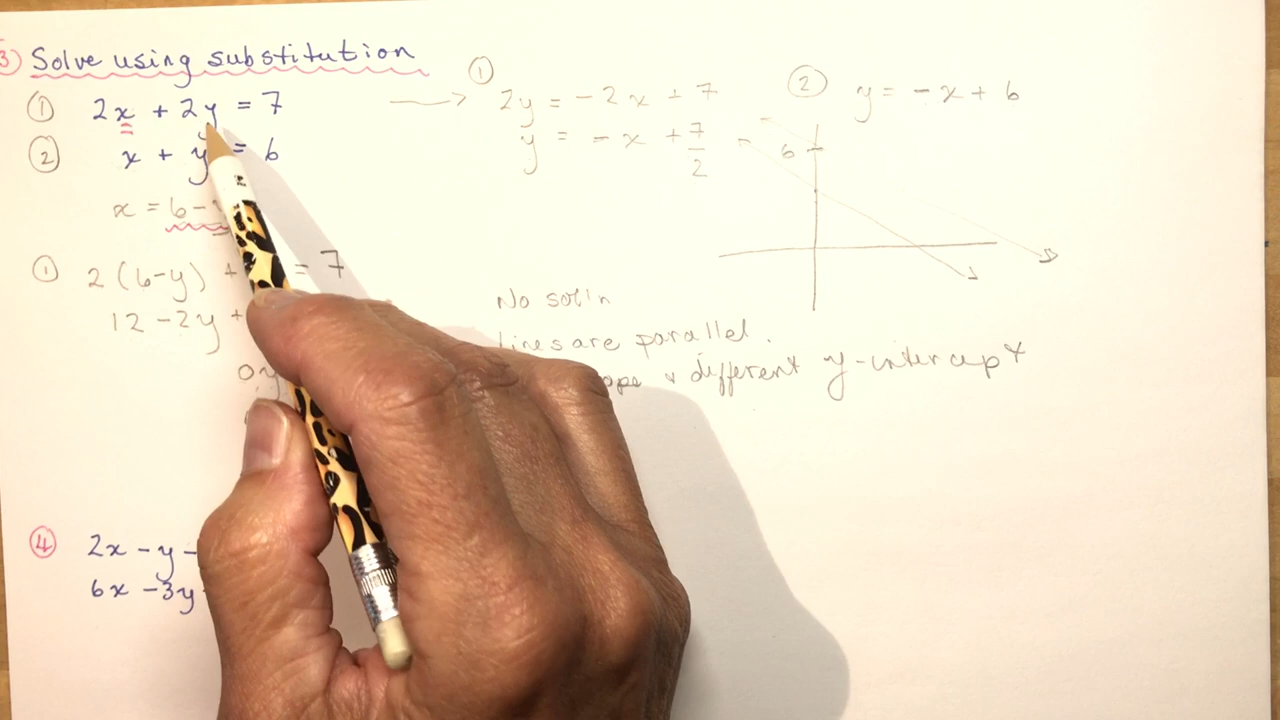 ③ Solve using substitution
① 2x + 2y = 7
② x + y = 6
x = 6-
① 2(6-y) + = 7
12 - 2y +
0y
① 2y = -2x + 7
y = -x + 7/2
② y = -x + 6
6
No sol'n
lines are parallel.
& different y-intercept
④ 2x - y -
6x - 3y